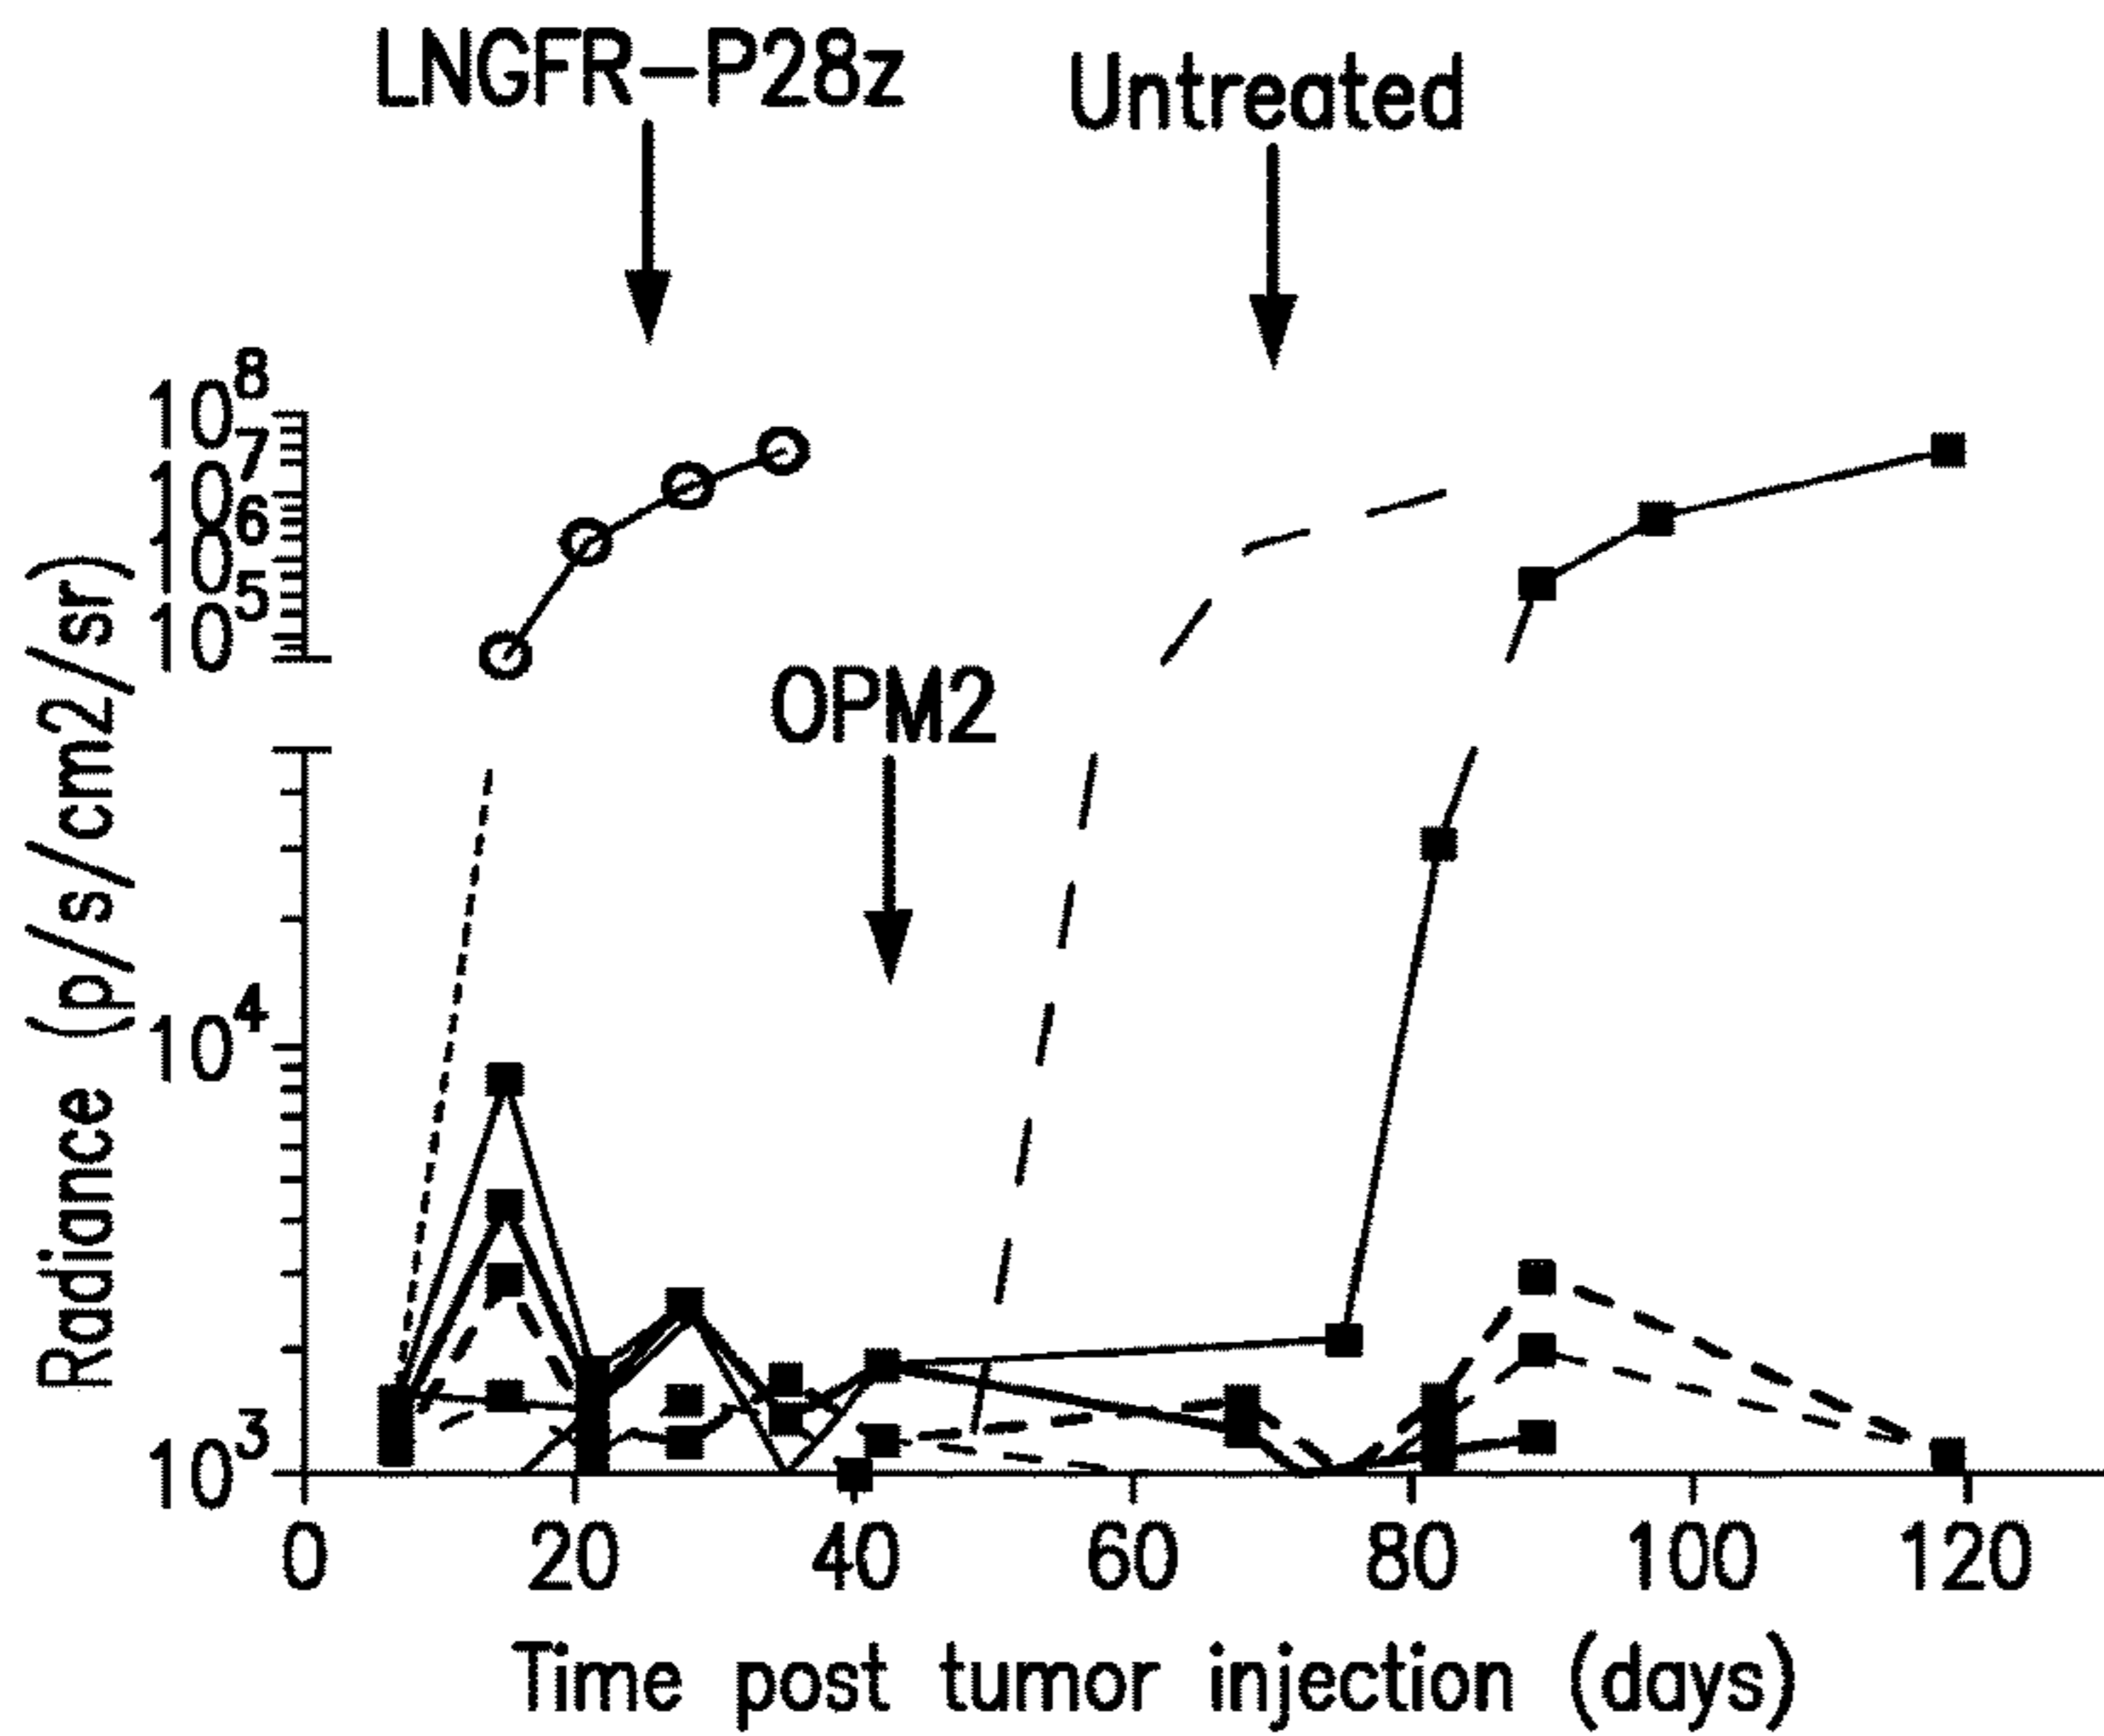 LNGFR-P28z
Untreated
OPM2
Radiance (p/s/cm2/sr)
10^8
10^7
10^6
10^5
10^4
10^3
0 20 40 60 80 100 120
Time post tumor injection (days)